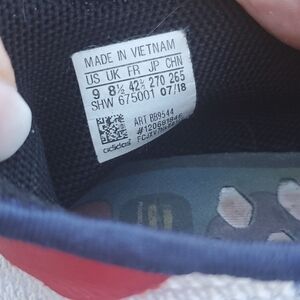 MADE IN VIETNAM
US UK FR JP CHN
9 8½ 42⅔ 270 265
SHW 675001 07/18
ART BB9544
adidas